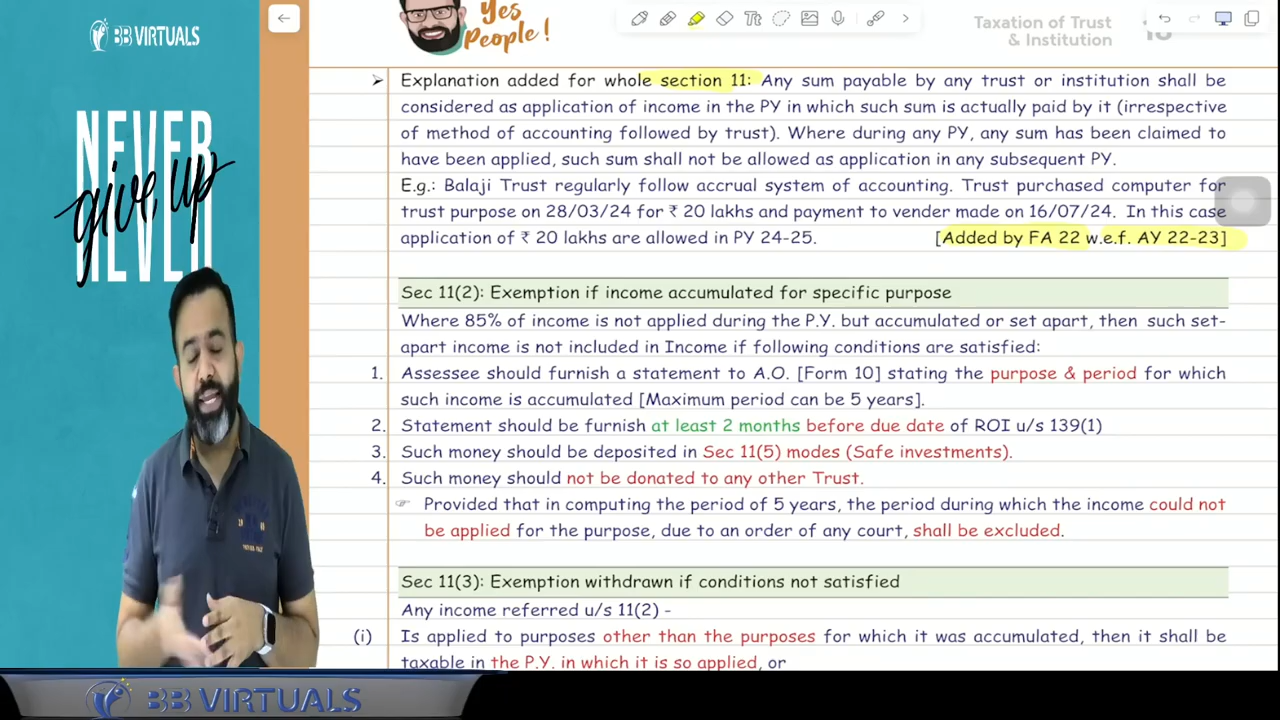 BB VIRTUALS
NEVER
give up
NEVER
Yes
People!
Tt
Taxation of Trust
& Institution
➢ Explanation added for whole section 11: Any sum payable by any trust or institution shall be
considered as application of income in the PY in which such sum is actually paid by it (irrespective
of method of accounting followed by trust). Where during any PY, any sum has been claimed to
have been applied, such sum shall not be allowed as application in any subsequent PY.
E.g.: Balaji Trust regularly follow accrual system of accounting. Trust purchased computer for
trust purpose on 28/03/24 for ₹ 20 lakhs and payment to vender made on 16/07/24. In this case
application of ₹ 20 lakhs are allowed in PY 24-25. [Added by FA 22 w.e.f. AY 22-23]
Sec 11(2): Exemption if income accumulated for specific purpose
Where 85% of income is not applied during the P.Y. but accumulated or set apart, then such set-
apart income is not included in Income if following conditions are satisfied:
1. Assessee should furnish a statement to A.O. [Form 10] stating the purpose & period for which
such income is accumulated [Maximum period can be 5 years].
2. Statement should be furnish at least 2 months before due date of ROI u/s 139(1)
3. Such money should be deposited in Sec 11(5) modes (Safe investments).
4. Such money should not be donated to any other Trust.
☞ Provided that in computing the period of 5 years, the period during which the income could not
be applied for the purpose, due to an order of any court, shall be excluded.
Sec 11(3): Exemption withdrawn if conditions not satisfied
Any income referred u/s 11(2) -
(i) Is applied to purposes other than the purposes for which it was accumulated, then it shall be
taxable in the P.Y. in which it is so applied, or
BB VIRTUALS